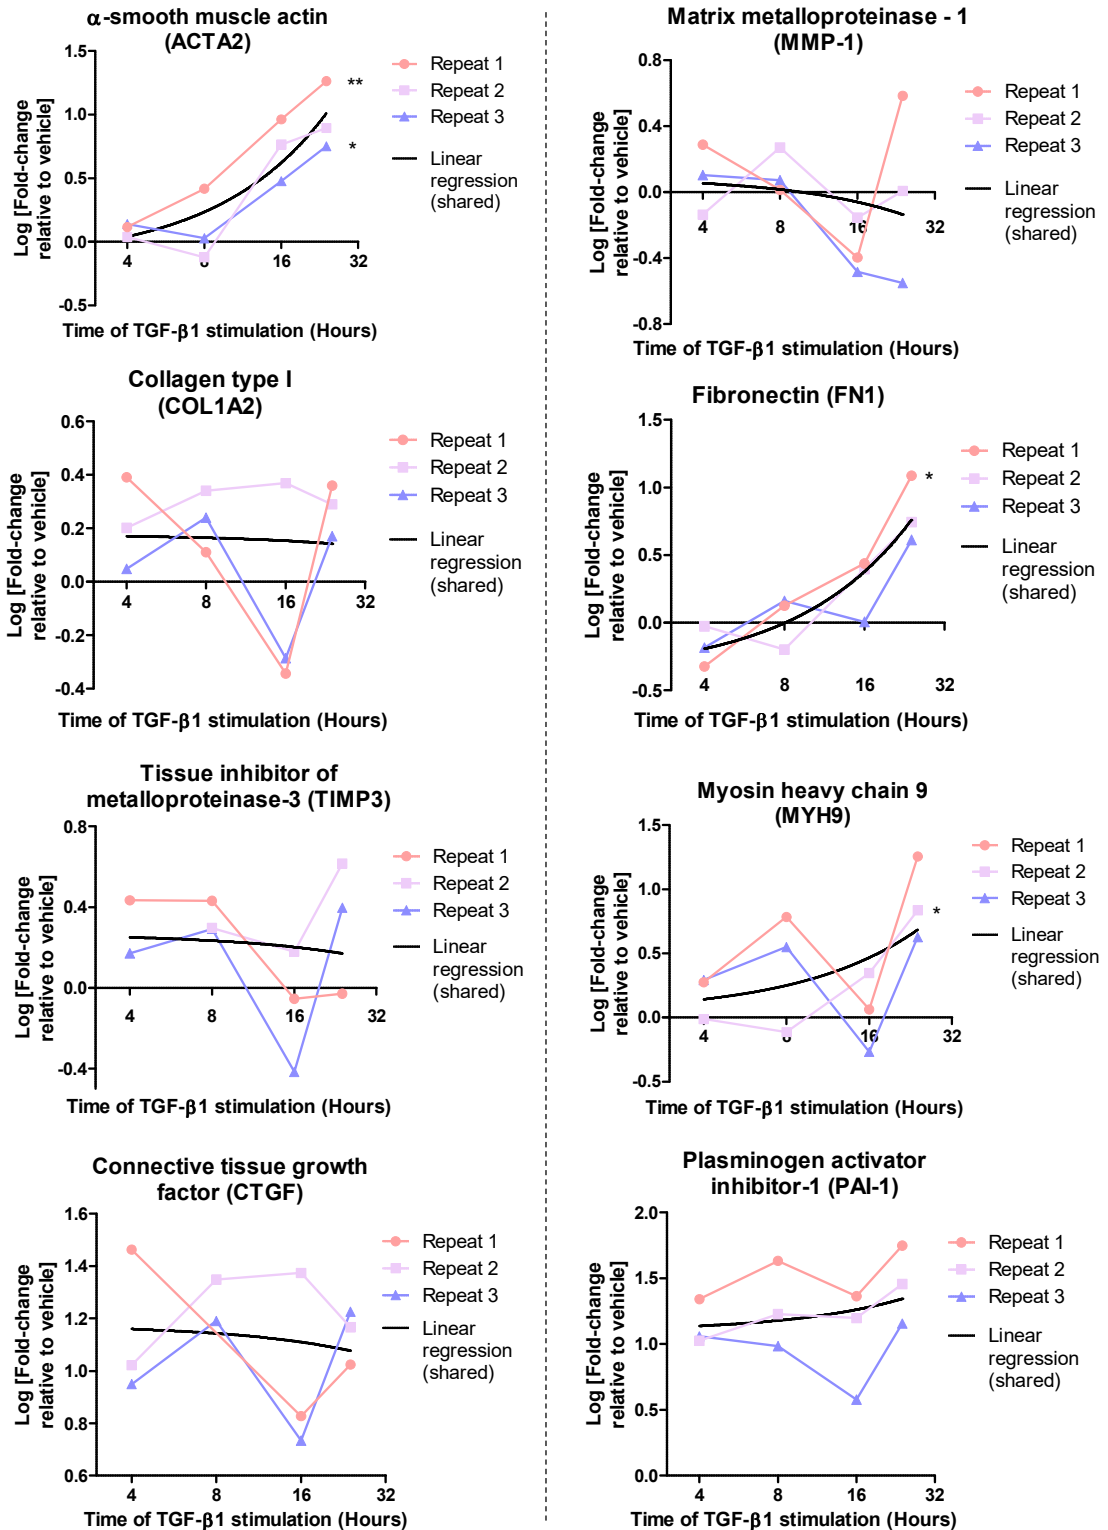 α-smooth muscle actin
(ACTA2)
Log [Fold-change
relative to vehicle]
1.5
1.0
0.5
0.0
-0.5
4
8
16
32
Repeat 1
Repeat 2
Repeat 3
Linear
regression
(shared)
**
*
Time of TGF-β1 stimulation (Hours)
Matrix metalloproteinase - 1
(MMP-1)
Log [Fold-change
relative to vehicle]
0.8
0.4
0.0
-0.4
-0.8
4
8
16
32
Repeat 1
Repeat 2
Repeat 3
Linear
regression
(shared)
Time of TGF-β1 stimulation (Hours)
Collagen type I
(COL1A2)
Log [Fold-change
relative to vehicle]
0.6
0.4
0.2
0.0
-0.2
-0.4
4
8
16
32
Repeat 1
Repeat 2
Repeat 3
Linear
regression
(shared)
Time of TGF-β1 stimulation (Hours)
Fibronectin (FN1)
Log [Fold-change
relative to vehicle]
1.5
1.0
0.5
0.0
-0.5
4
8
16
32
Repeat 1
Repeat 2
Repeat 3
Linear
regression
(shared)
*
Time of TGF-β1 stimulation (Hours)
Tissue inhibitor of
metalloproteinase-3 (TIMP3)
Log [Fold-change
relative to vehicle]
0.8
0.4
0.0
-0.4
4
8
16
32
Repeat 1
Repeat 2
Repeat 3
Linear
regression
(shared)
Time of TGF-β1 stimulation (Hours)
Myosin heavy chain 9
(MYH9)
Log [Fold-change
relative to vehicle]
1.5
1.0
0.5
0.0
-0.5
4
8
16
32
Repeat 1
Repeat 2
Repeat 3
Linear
regression
(shared)
*
Time of TGF-β1 stimulation (Hours)
Connective tissue growth
factor (CTGF)
Log [Fold-change
relative to vehicle]
1.6
1.4
1.2
1.0
0.8
0.6
4
8
16
32
Repeat 1
Repeat 2
Repeat 3
Linear
regression
(shared)
Time of TGF-β1 stimulation (Hours)
Plasminogen activator
inhibitor-1 (PAI-1)
Log [Fold-change
relative to vehicle]
2.0
1.5
1.0
0.5
0.0
4
8
16
32
Repeat 1
Repeat 2
Repeat 3
Linear
regression
(shared)
Time of TGF-β1 stimulation (Hours)